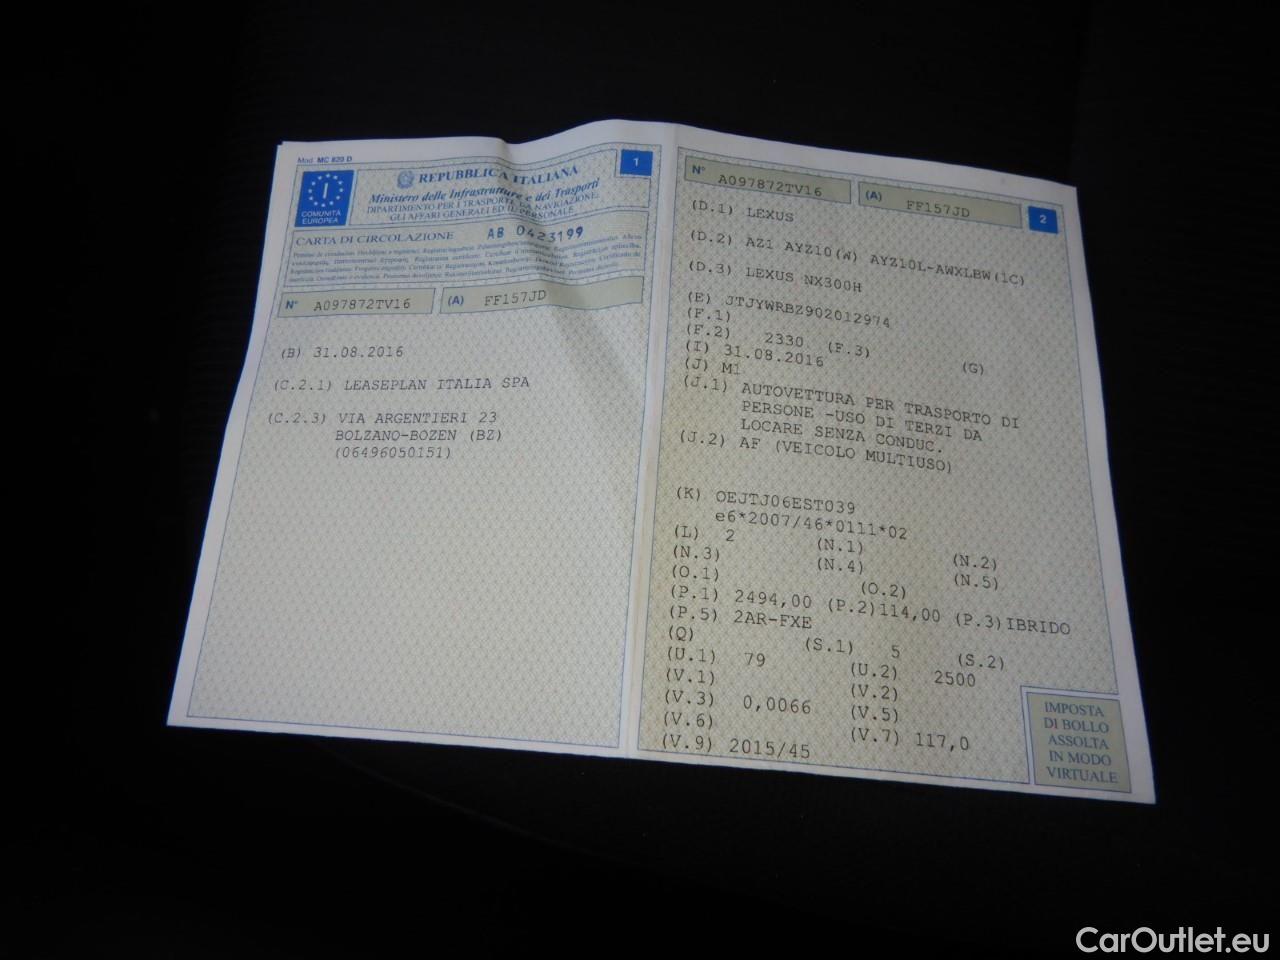 Mod. MC 820 D
1
I
COMUNITÀ
EUROPEA
REPUBBLICA ITALIANA
Ministero delle Infrastrutture e dei Trasporti
DIPARTIMENTO PER I TRASPORTI, LA NAVIGAZIONE,
GLI AFFARI GENERALI ED IL PERSONALE
CARTA DI CIRCOLAZIONE AB 0423199
N° A097872TV16 (A) FF157JD
(B) 31.08.2016
(C.2.1) LEASEPLAN ITALIA SPA
(C.2.3) VIA ARGENTIERI 23
BOLZANO-BOZEN (BZ)
(06496050151)
N° A097872TV16 (A) FF157JD
2
(D.1) LEXUS
(D.2) AZ1 AYZ10(W) AYZ10L-AWXLBW(1C)
(D.3) LEXUS NX300H
(E) JTJYWRBZ902012974
(F.1)
(F.2) 2330 (F.3) (G)
(I) 31.08.2016
(J) M1
(J.1) AUTOVETTURA PER TRASPORTO DI
PERSONE -USO DI TERZI DA
LOCARE SENZA CONDUC.
(J.2) AF (VEICOLO MULTIUSO)
(K) OEJTJ06EST039
e6*2007/46*0111*02
(L) 2 (N.1) (N.2)
(N.3) (N.4) (N.5)
(O.1) (O.2)
(P.1) 2494,00 (P.2)114,00 (P.3)IBRIDO
(P.5) 2AR-FXE
(Q) (S.1) 5 (S.2)
(U.1) 79 (U.2) 2500
(V.1) (V.2)
(V.3) 0,0066 (V.5)
(V.6) (V.7) 117,0
(V.9) 2015/45
IMPOSTA
DI BOLLO
ASSOLTA
IN MODO
VIRTUALE
CarOutlet.eu